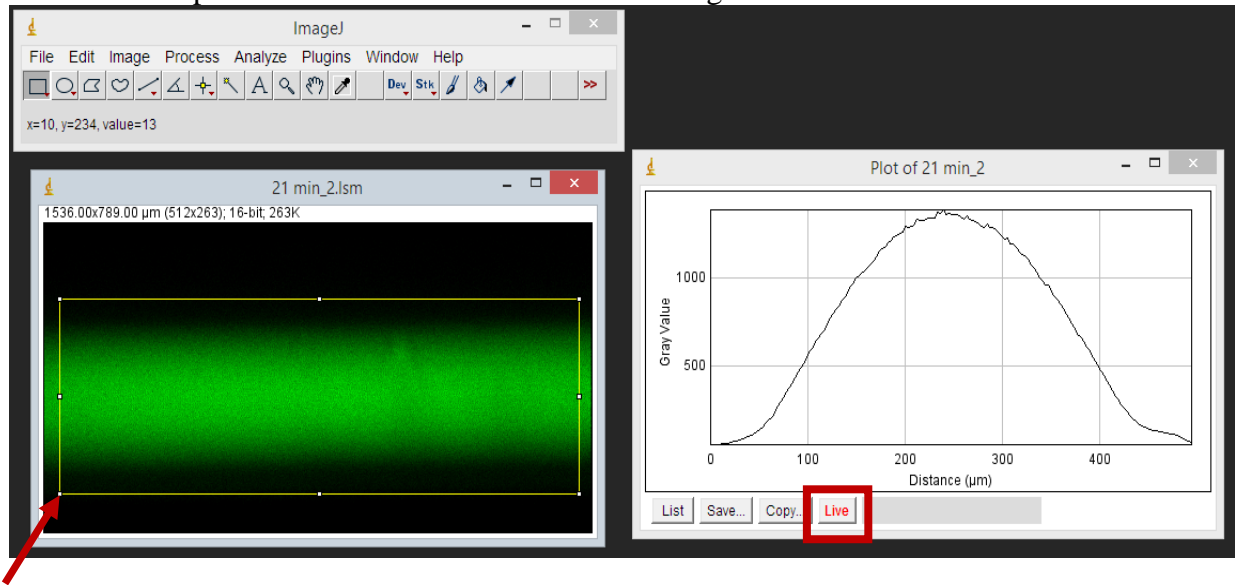 ImageJ
File Edit Image Process Analyze Plugins Window Help
A Dev Stk >>
x=10, y=234, value=13
21 min_2.lsm
1536.00x789.00 µm (512x263); 16-bit; 263K
Plot of 21 min_2
1000
500
Gray Value
0 100 200 300 400
Distance (µm)
List Save... Copy... Live